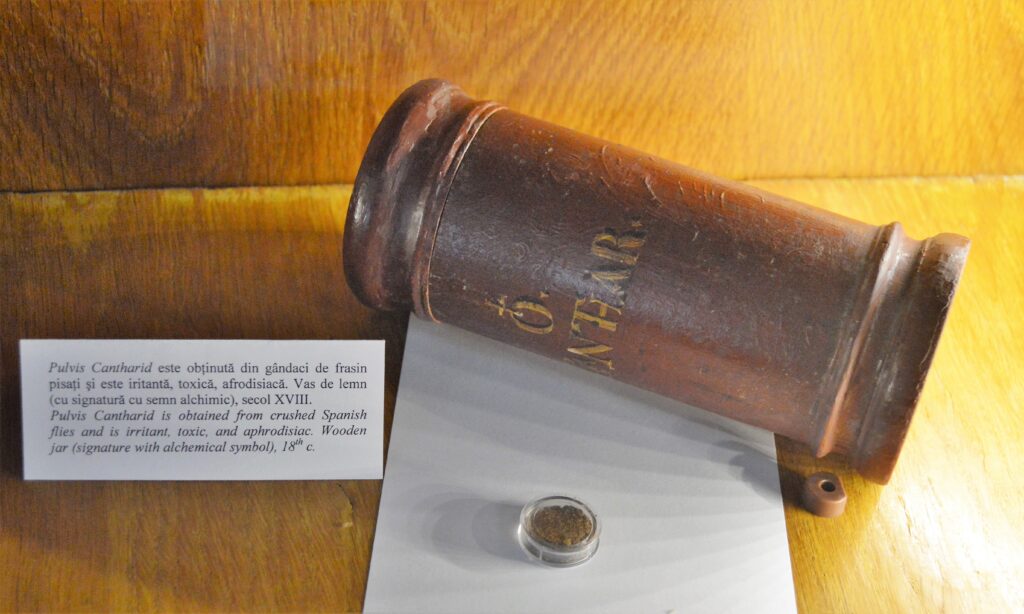 Pulvis Cantharid este obținută din gândaci de frasin
pisați și este iritantă, toxică, afrodisiacă. Vas de lemn
(cu signatură cu semn alchimic), secol XVIII.
Pulvis Cantharid is obtained from crushed Spanish
flies and is irritant, toxic, and aphrodisiac. Wooden
jar (signature with alchemical symbol), 18th c.
NTHAR.